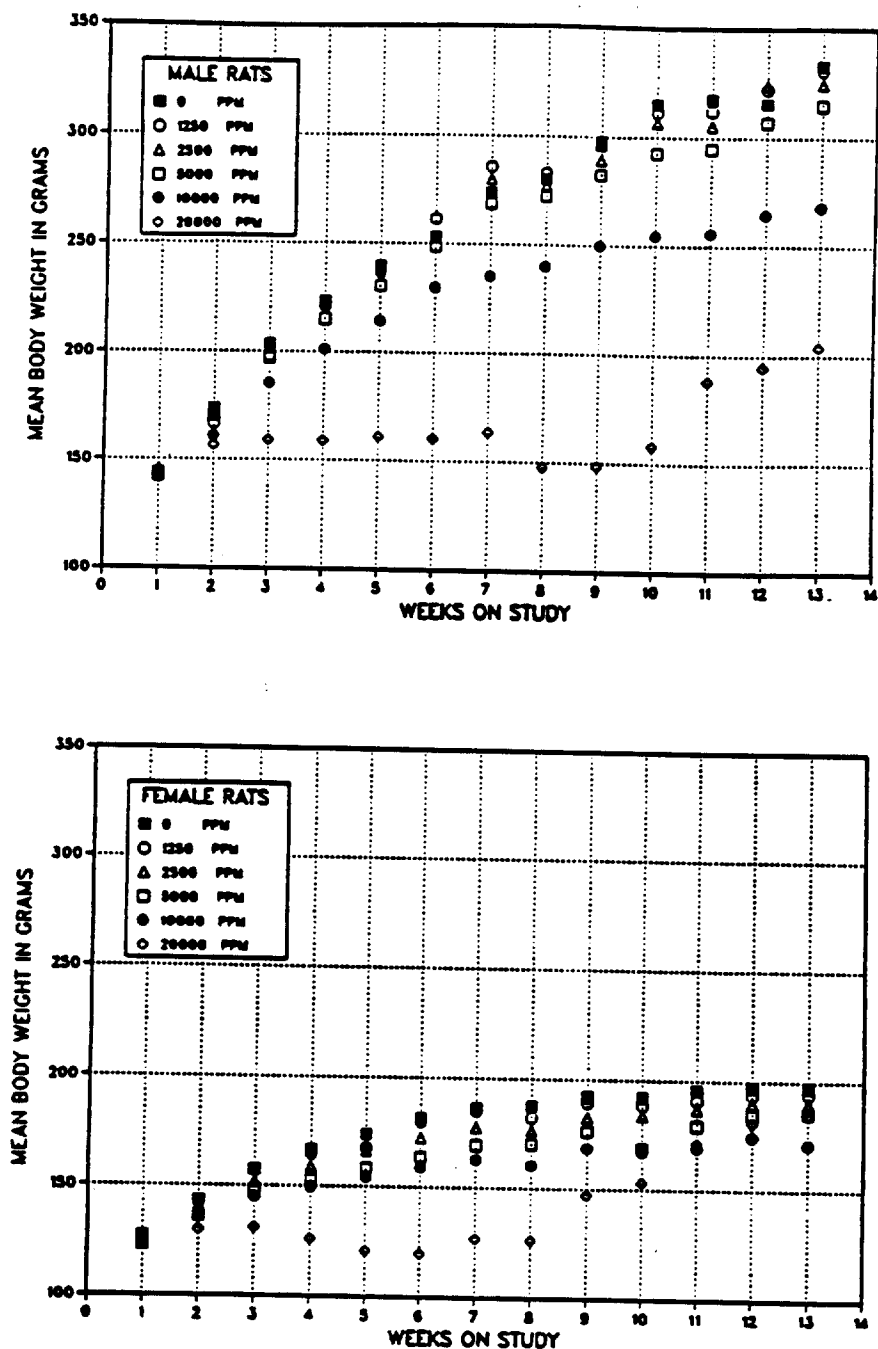 350
300
250
200
150
100
MEAN BODY WEIGHT IN GRAMS
MALE RATS
0 PPM
1250 PPM
2500 PPM
5000 PPM
10000 PPM
20000 PPM
0 1 2 3 4 5 6 7 8 9 10 11 12 13 14
WEEKS ON STUDY
350
300
250
200
150
100
MEAN BODY WEIGHT IN GRAMS
FEMALE RATS
0 PPM
1250 PPM
2500 PPM
5000 PPM
10000 PPM
20000 PPM
0 1 2 3 4 5 6 7 8 9 10 11 12 13 14
WEEKS ON STUDY